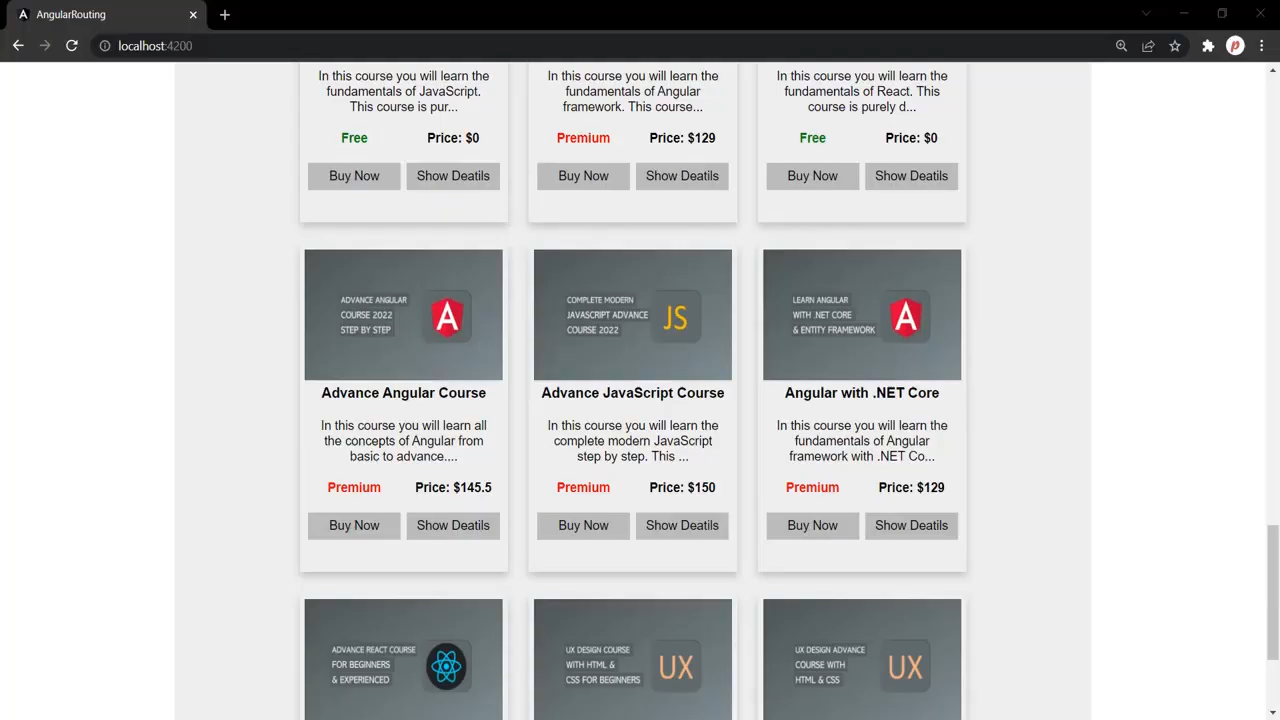 AngularRouting
localhost:4200
In this course you will learn the
fundamentals of JavaScript.
This course is pur...
Free Price: $0
Buy Now Show Deatils
In this course you will learn the
fundamentals of Angular
framework. This course...
Premium Price: $129
Buy Now Show Deatils
In this course you will learn the
fundamentals of React. This
course is purely d...
Free Price: $0
Buy Now Show Deatils
ADVANCE ANGULAR
COURSE 2022
STEP BY STEP
A
Advance Angular Course
In this course you will learn all
the concepts of Angular from
basic to advance....
Premium Price: $145.5
Buy Now Show Deatils
COMPLETE MODERN
JAVASCRIPT ADVANCE
COURSE 2022
JS
Advance JavaScript Course
In this course you will learn the
complete modern JavaScript
step by step. This ...
Premium Price: $150
Buy Now Show Deatils
LEARN ANGULAR
WITH .NET CORE
& ENTITY FRAMEWORK
A
Angular with .NET Core
In this course you will learn the
fundamentals of Angular
framework with .NET Co...
Premium Price: $129
Buy Now Show Deatils
ADVANCE REACT COURSE
FOR BEGINNERS
& EXPERIENCED
UX DESIGN COURSE
WITH HTML &
CSS FOR BEGINNERS
UX
UX DESIGN ADVANCE
COURSE WITH
HTML & CSS
UX